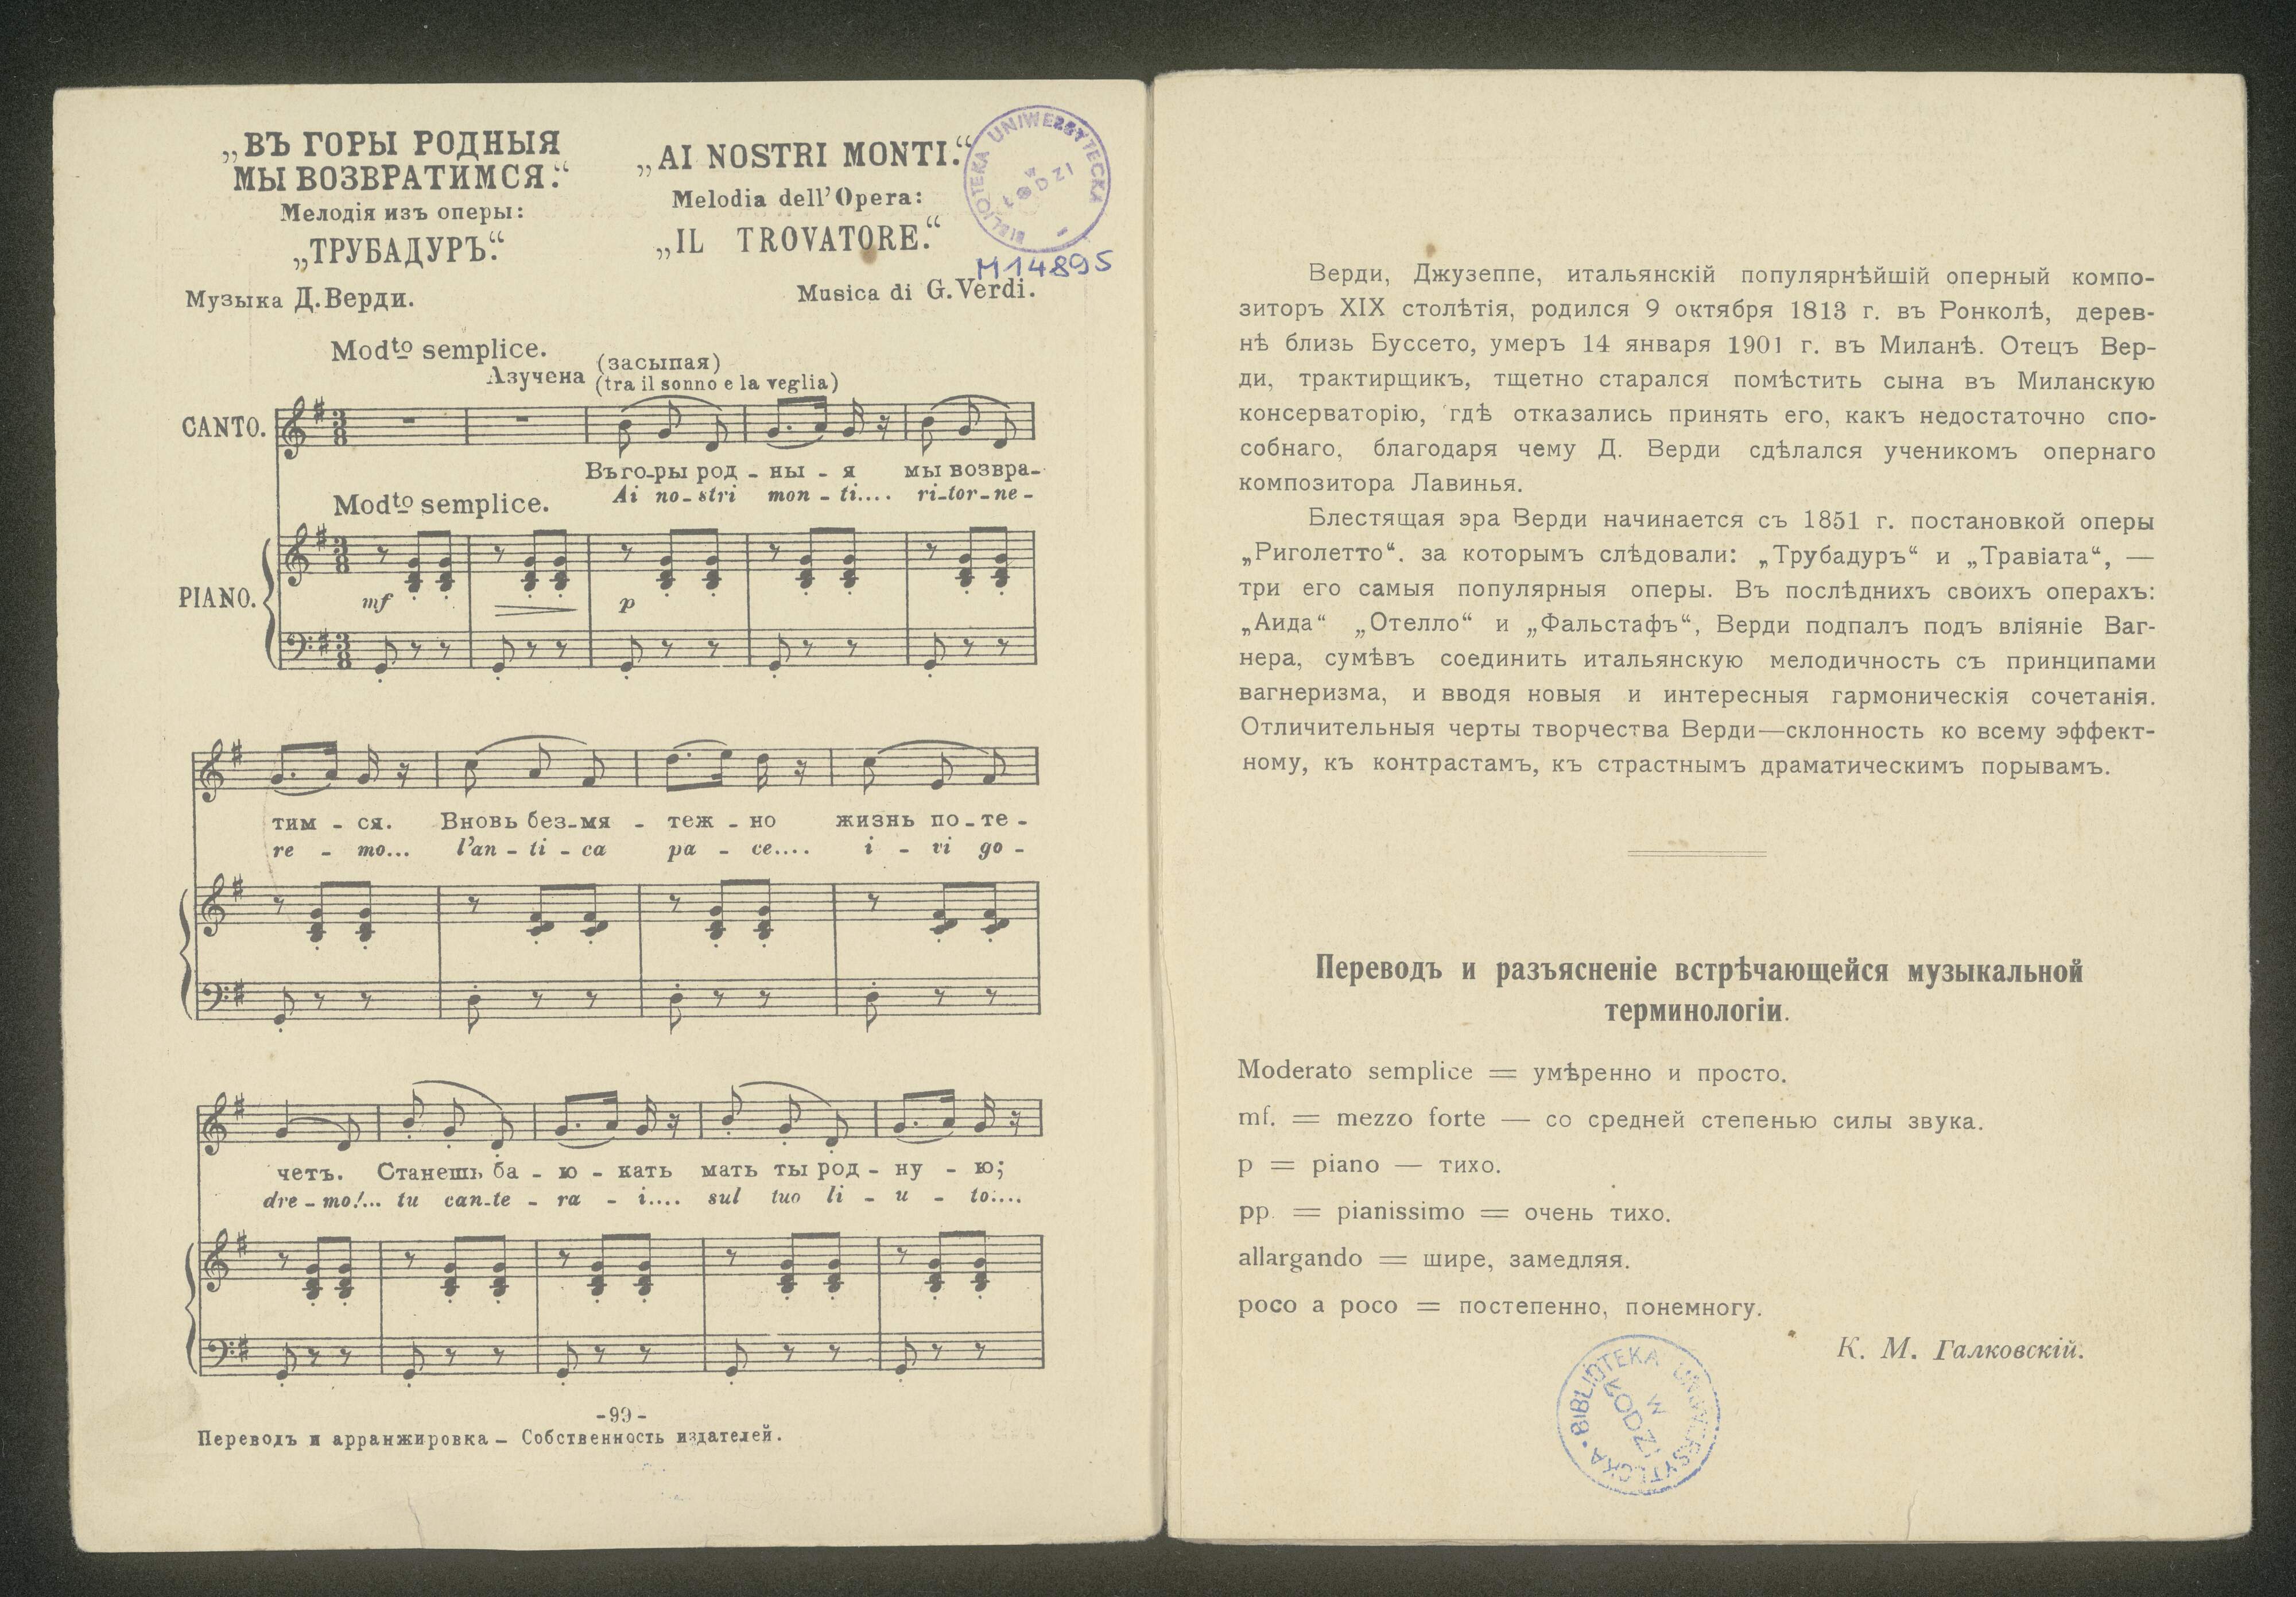 „ВЪ ГОРЫ РОДНЫЯ
МЫ ВОЗВРАТИМСЯ.“
Мелодія изъ оперы:
„ТРУБАДУРЪ.“
Музыка Д. Верди.
„AI NOSTRI MONTI.“
Melodia dell'Opera:
„IL TROVATORE.“
Musica di G. Verdi.
BIBLIOTEKA UNIWERSYTECKA
w
ŁODZI
M14895
Modto semplice.
Азучена (засыпая)
(tra il sonno e la veglia)
CANTO.
Въ го-ры род - ны - я мы возвра-
Ai no-stri mon - ti.... ri-tor-ne -
Modto semplice.
PIANO.
mf
p
тим - ся. Вновь без-мя - теж - но жизнь по-те -
re - mo... l'an - ti - ca pa - ce.... i - vi go -
четъ. Станешь ба - ю - кать мать ты род - ну - ю;
dre - mo!... tu can-te - ra - i.... sul tuo li - u - to:...
-99-
Переводъ и арранжировка - Собственность издателей.
Верди, Джузеппе, итальянскій популярнѣйшій оперный компо-
зиторъ XIX столѣтія, родился 9 октября 1813 г. въ Ронколѣ, дерев-
нѣ близь Буссето, умеръ 14 января 1901 г. въ Миланѣ. Отецъ Вер-
ди, трактирщикъ, тщетно старался помѣстить сына въ Миланскую
консерваторію, гдѣ отказались принять его, какъ недостаточно спо-
собнаго, благодаря чему Д. Верди сдѣлался ученикомъ опернаго
композитора Лавинья.
Блестящая эра Верди начинается съ 1851 г. постановкой оперы
„Риголетто“. за которымъ слѣдовали: „Трубадуръ“ и „Травіата“, —
три его самыя популярныя оперы. Въ послѣднихъ своихъ операхъ:
„Аида“ „Отелло“ и „Фальстафъ“, Верди подпалъ подъ вліяніе Ваг-
нера, сумѣвъ соединить итальянскую мелодичность съ принципами
вагнеризма, и вводя новыя и интересныя гармоническія сочетанія.
Отличительныя черты творчества Верди—склонность ко всему эффект-
ному, къ контрастамъ, къ страстнымъ драматическимъ порывамъ.
Переводъ и разъясненіе встрѣчающейся музыкальной
терминологіи.
Moderato semplice = умѣренно и просто.
mf. = mezzo forte — со средней степенью силы звука.
p = piano — тихо.
pp = pianissimo = очень тихо.
allargando = шире, замедляя.
poco a poco = постепенно, понемногу.
К. М. Галковскій.
BIBLIOTEKA UNIWERSYTECKA
W
ŁODZI